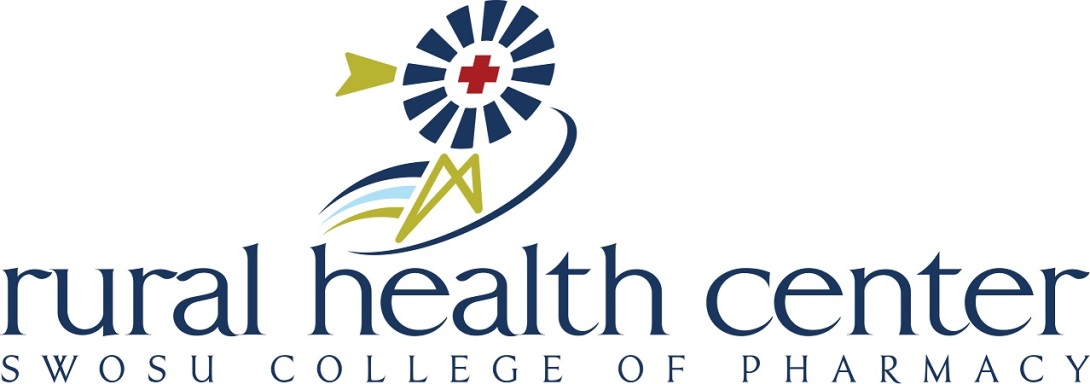 rural health center
SWOSU COLLEGE OF PHARMACY